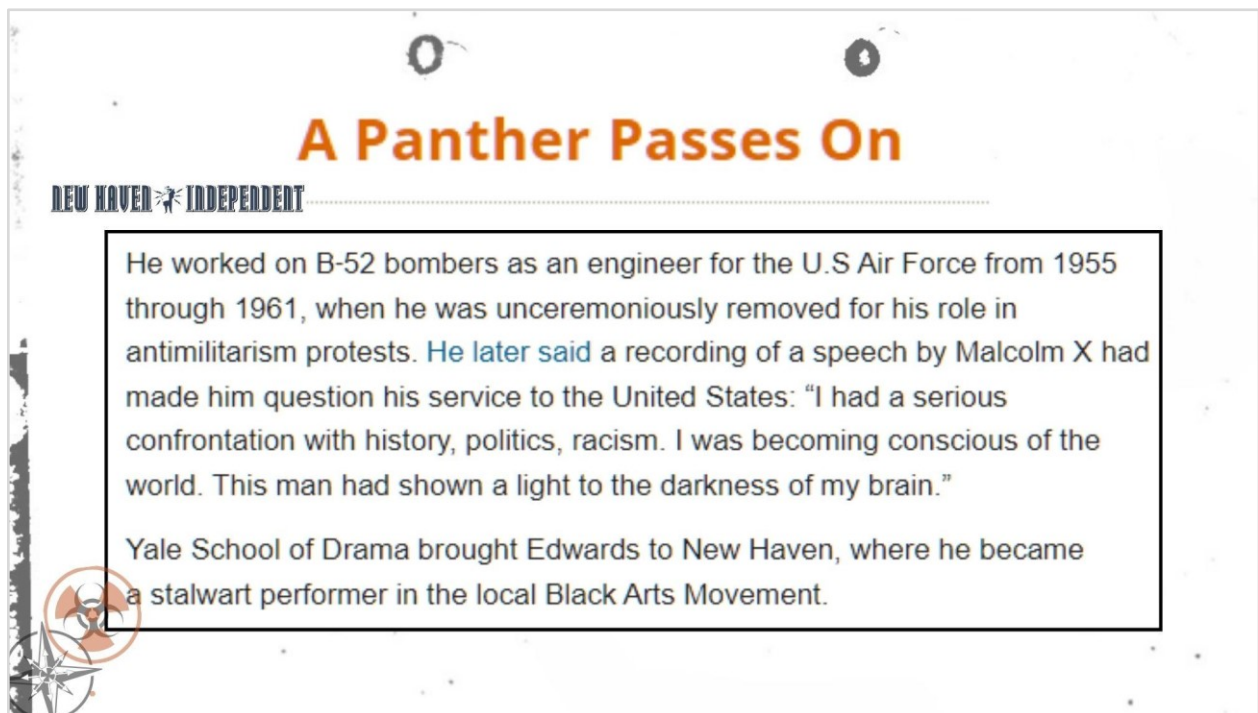 A Panther Passes On
NEW HAVEN INDEPENDENT
He worked on B-52 bombers as an engineer for the U.S Air Force from 1955
through 1961, when he was unceremoniously removed for his role in
antimilitarism protests. He later said a recording of a speech by Malcolm X had
made him question his service to the United States: “I had a serious
confrontation with history, politics, racism. I was becoming conscious of the
world. This man had shown a light to the darkness of my brain.”
Yale School of Drama brought Edwards to New Haven, where he became
a stalwart performer in the local Black Arts Movement.